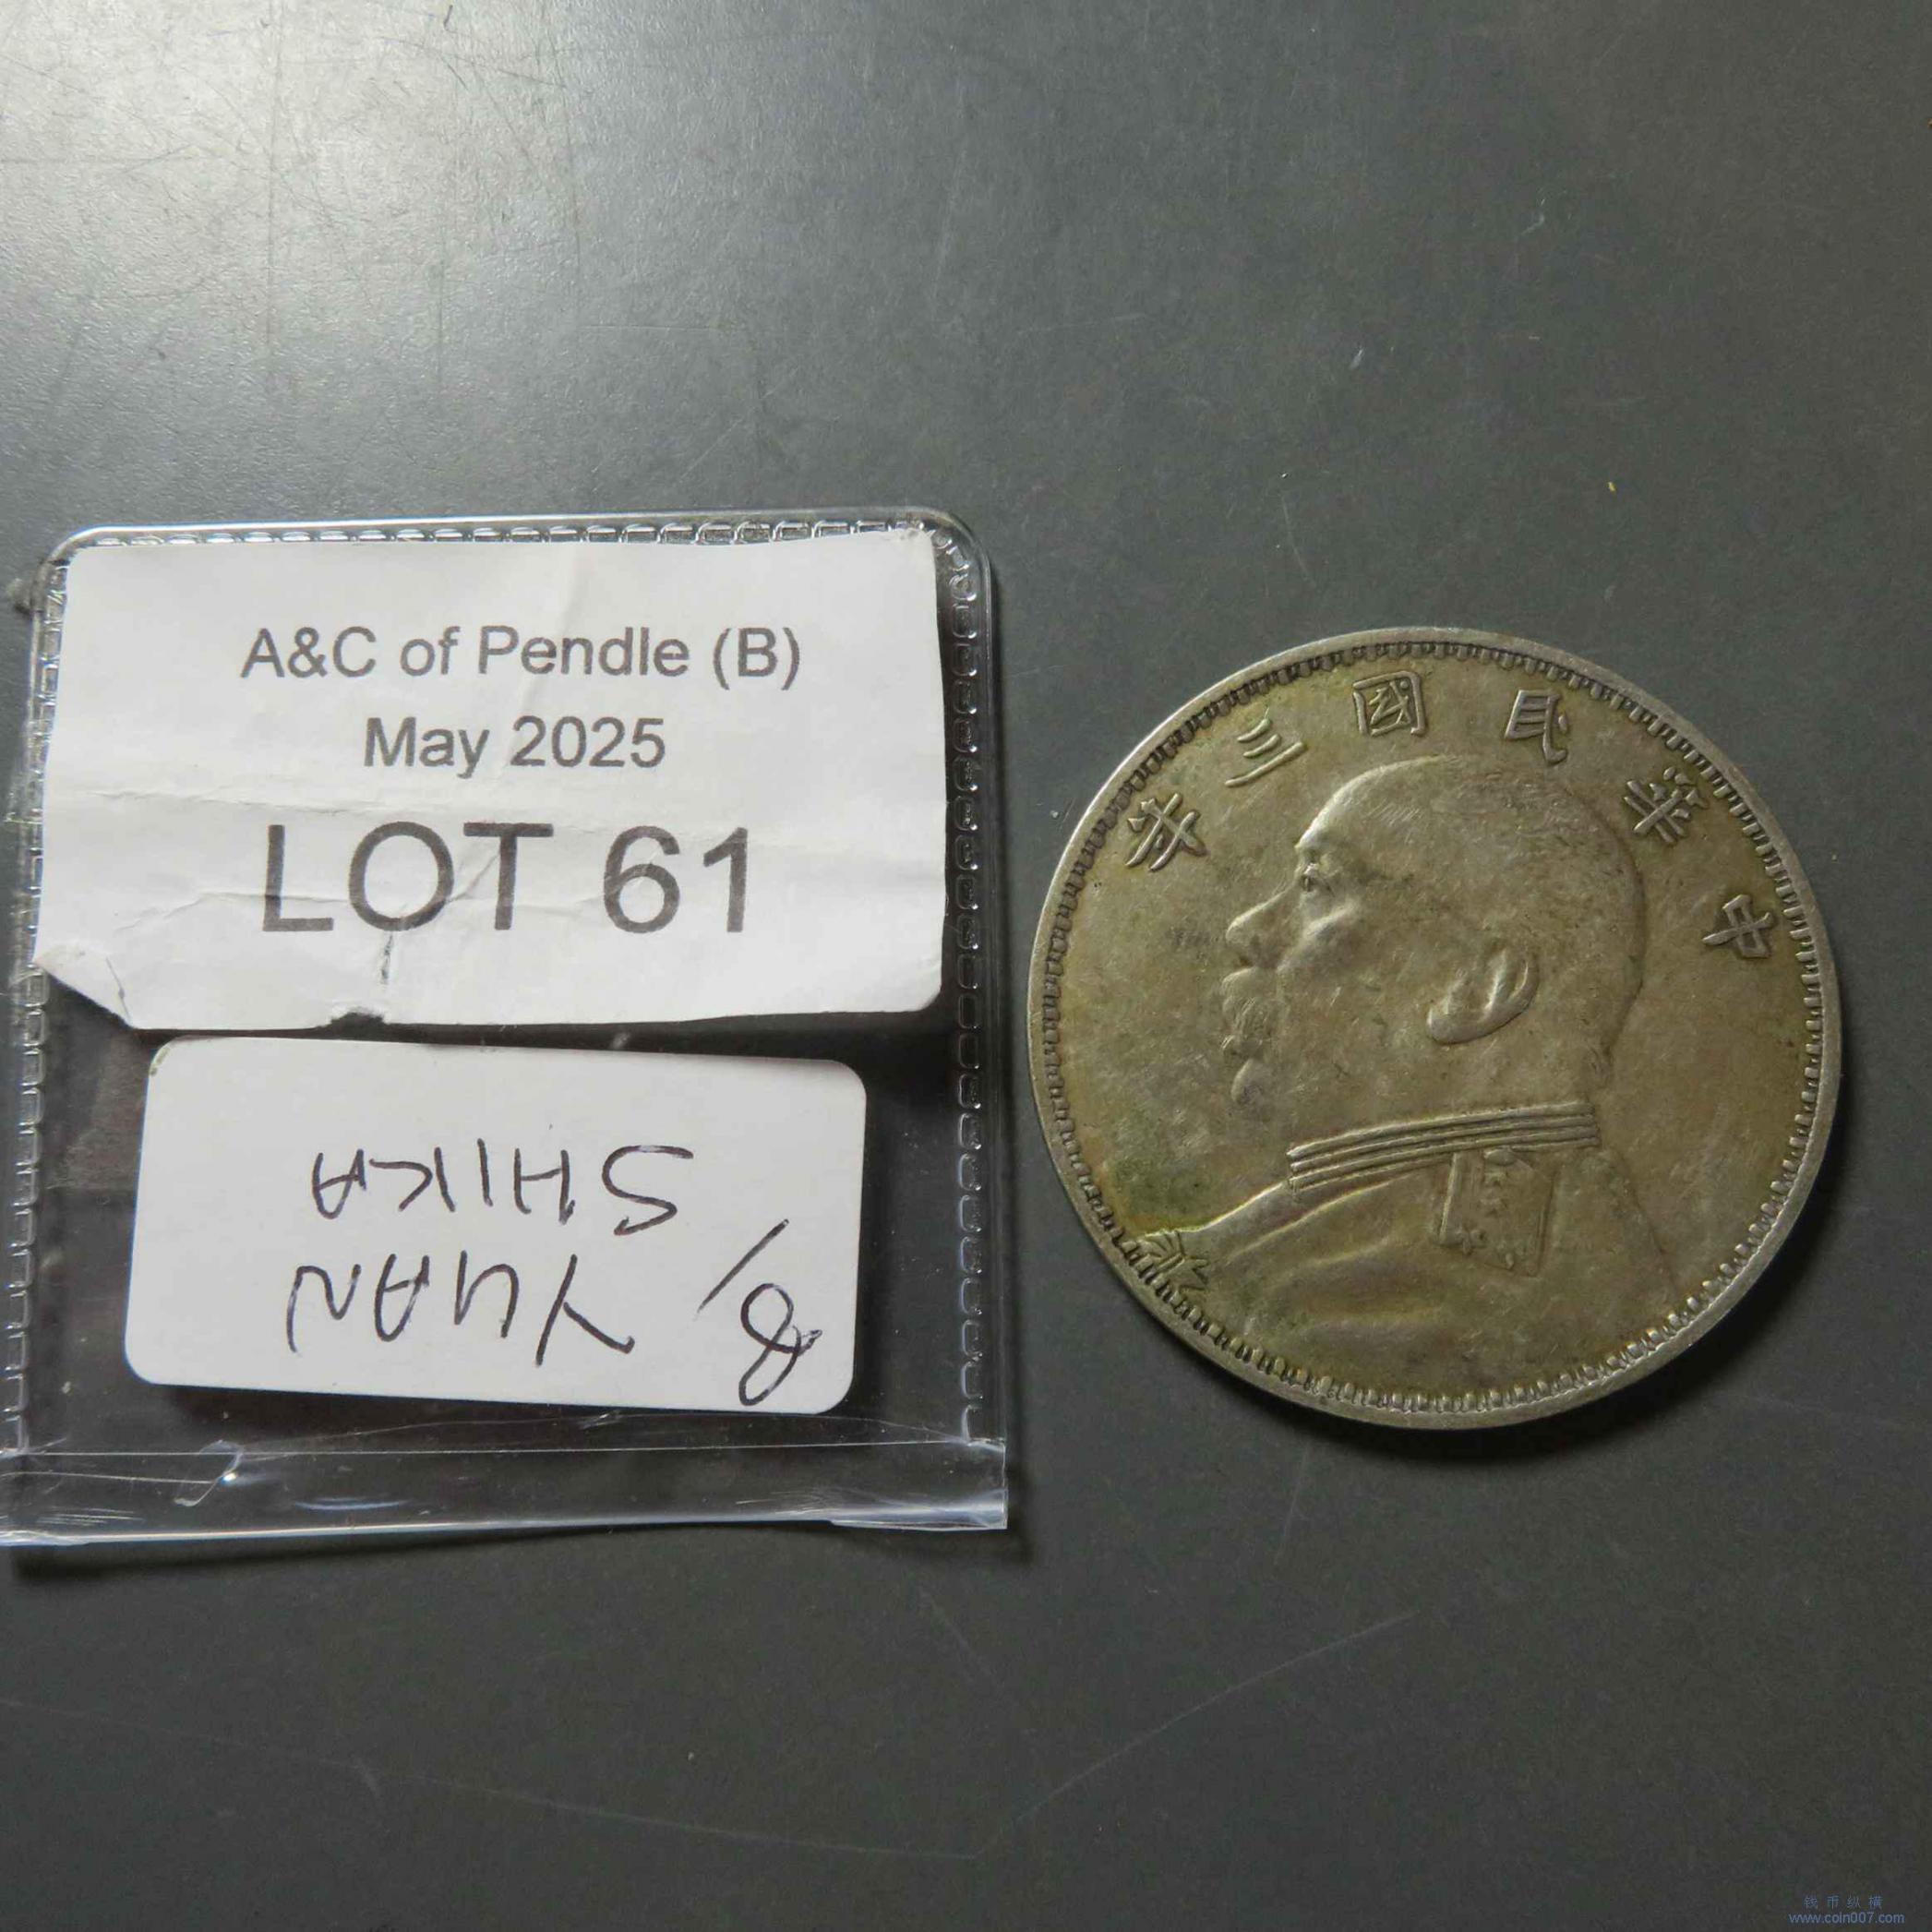 A&C of Pendle (B)
May 2025
LOT 61
8/ YUAN
SHIKA
中華民國三年
钱币纵横
www.coin007.com